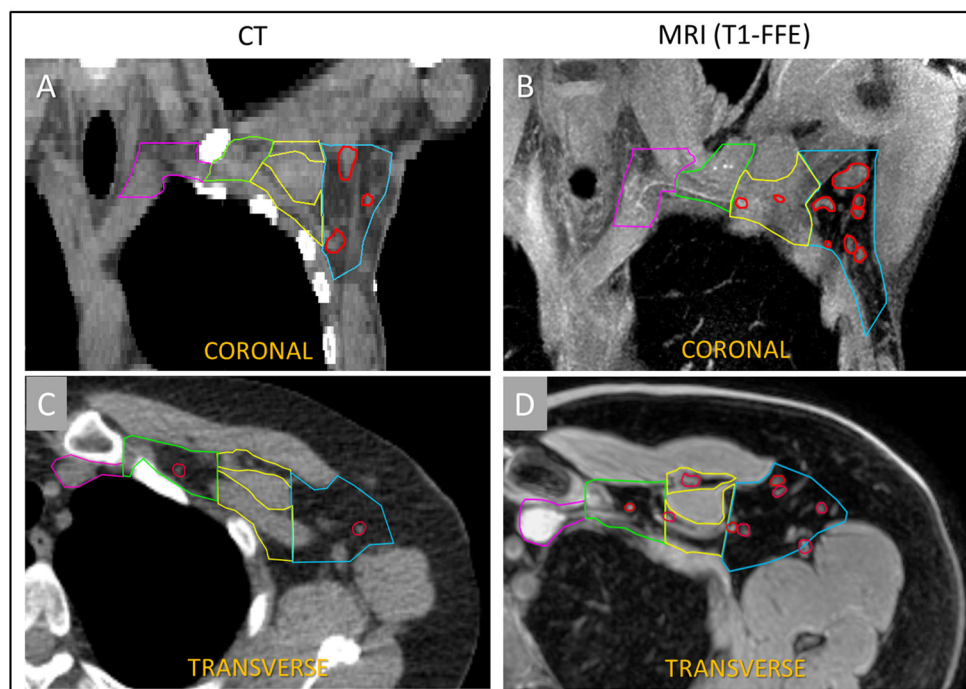 CT
MRI (T1-FFE)
A
B
CORONAL
CORONAL
C
D
TRANSVERSE
TRANSVERSE